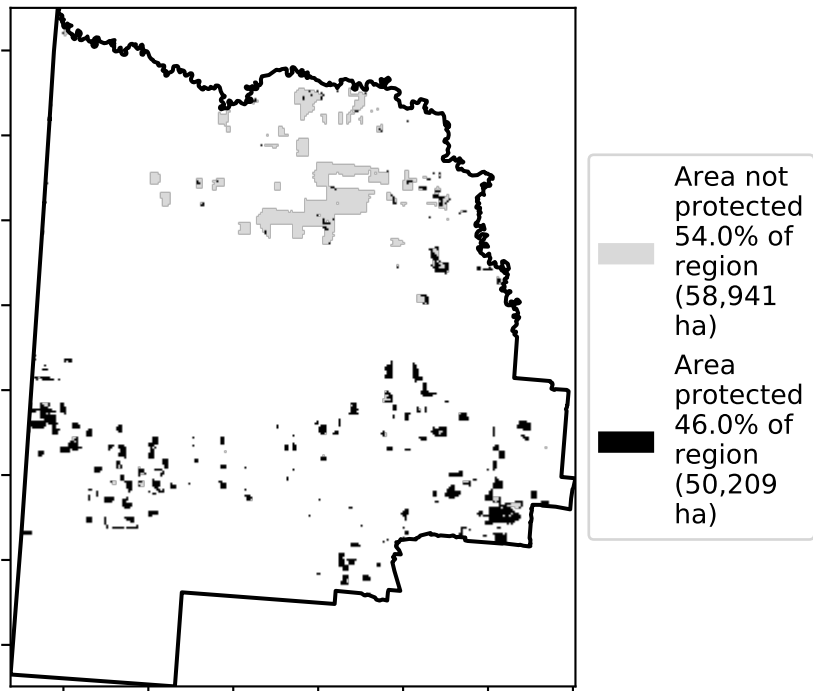 Area not
protected
54.0% of
region
(58,941
ha)
Area
protected
46.0% of
region
(50,209
ha)